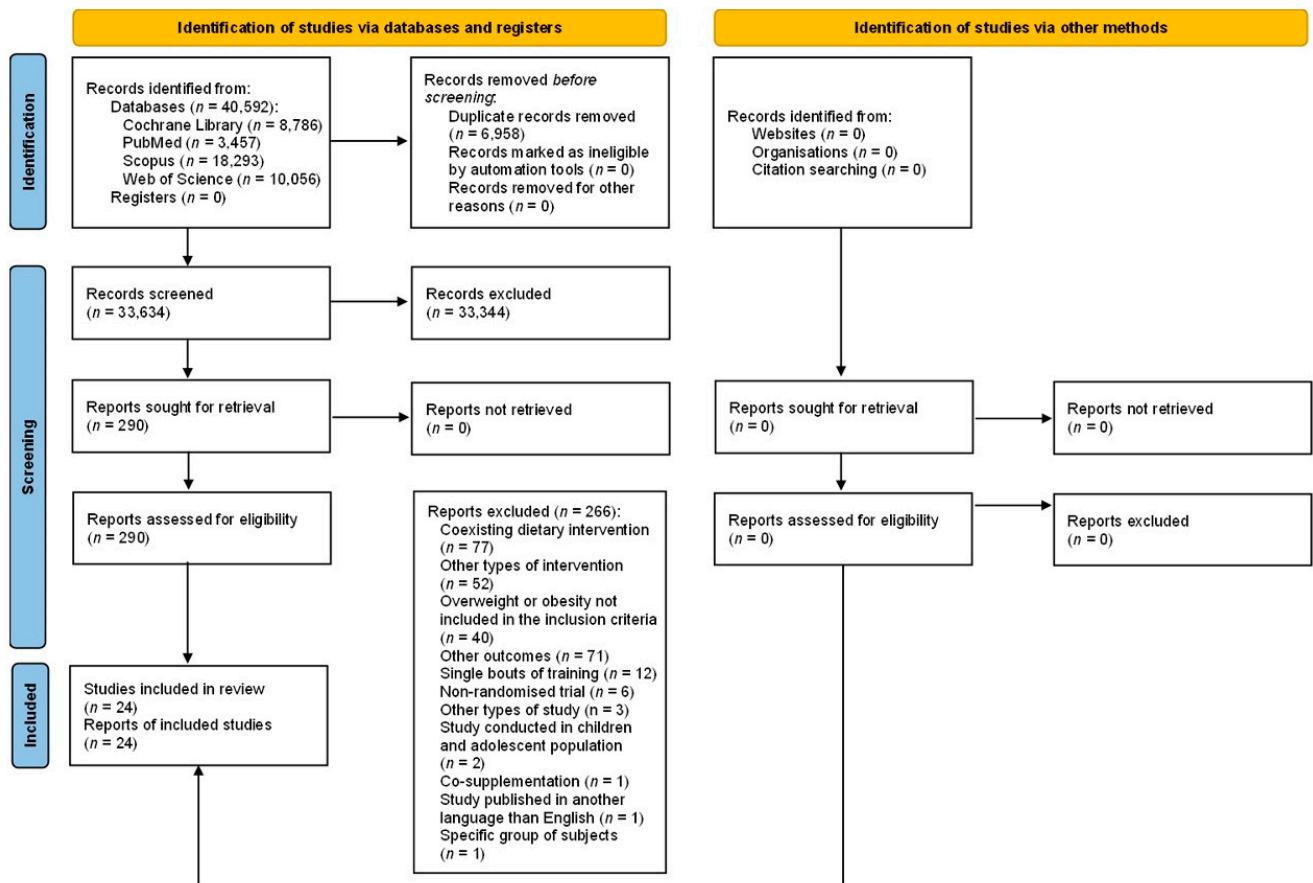 Identification of studies via databases and registers
Identification of studies via other methods
Identification
Records identified from:
Databases (n = 40,592):
Cochrane Library (n = 8,786)
PubMed (n = 3,457)
Scopus (n = 18,293)
Web of Science (n = 10,056)
Registers (n = 0)
Records removed before
screening:
Duplicate records removed
(n = 6,958)
Records marked as ineligible
by automation tools (n = 0)
Records removed for other
reasons (n = 0)
Records identified from:
Websites (n = 0)
Organisations (n = 0)
Citation searching (n = 0)
Screening
Records screened
(n = 33,634)
Records excluded
(n = 33,344)
Reports sought for retrieval
(n = 290)
Reports not retrieved
(n = 0)
Reports sought for retrieval
(n = 0)
Reports not retrieved
(n = 0)
Reports assessed for eligibility
(n = 290)
Reports excluded (n = 266):
Coexisting dietary intervention
(n = 77)
Other types of intervention
(n = 52)
Overweight or obesity not
included in the inclusion criteria
(n = 40)
Other outcomes (n = 71)
Single bouts of training (n = 12)
Non-randomised trial (n = 6)
Other types of study (n = 3)
Study conducted in children
and adolescent population
(n = 2)
Co-supplementation (n = 1)
Study published in another
language than English (n = 1)
Specific group of subjects
(n = 1)
Reports assessed for eligibility
(n = 0)
Reports excluded
(n = 0)
Included
Studies included in review
(n = 24)
Reports of included studies
(n = 24)